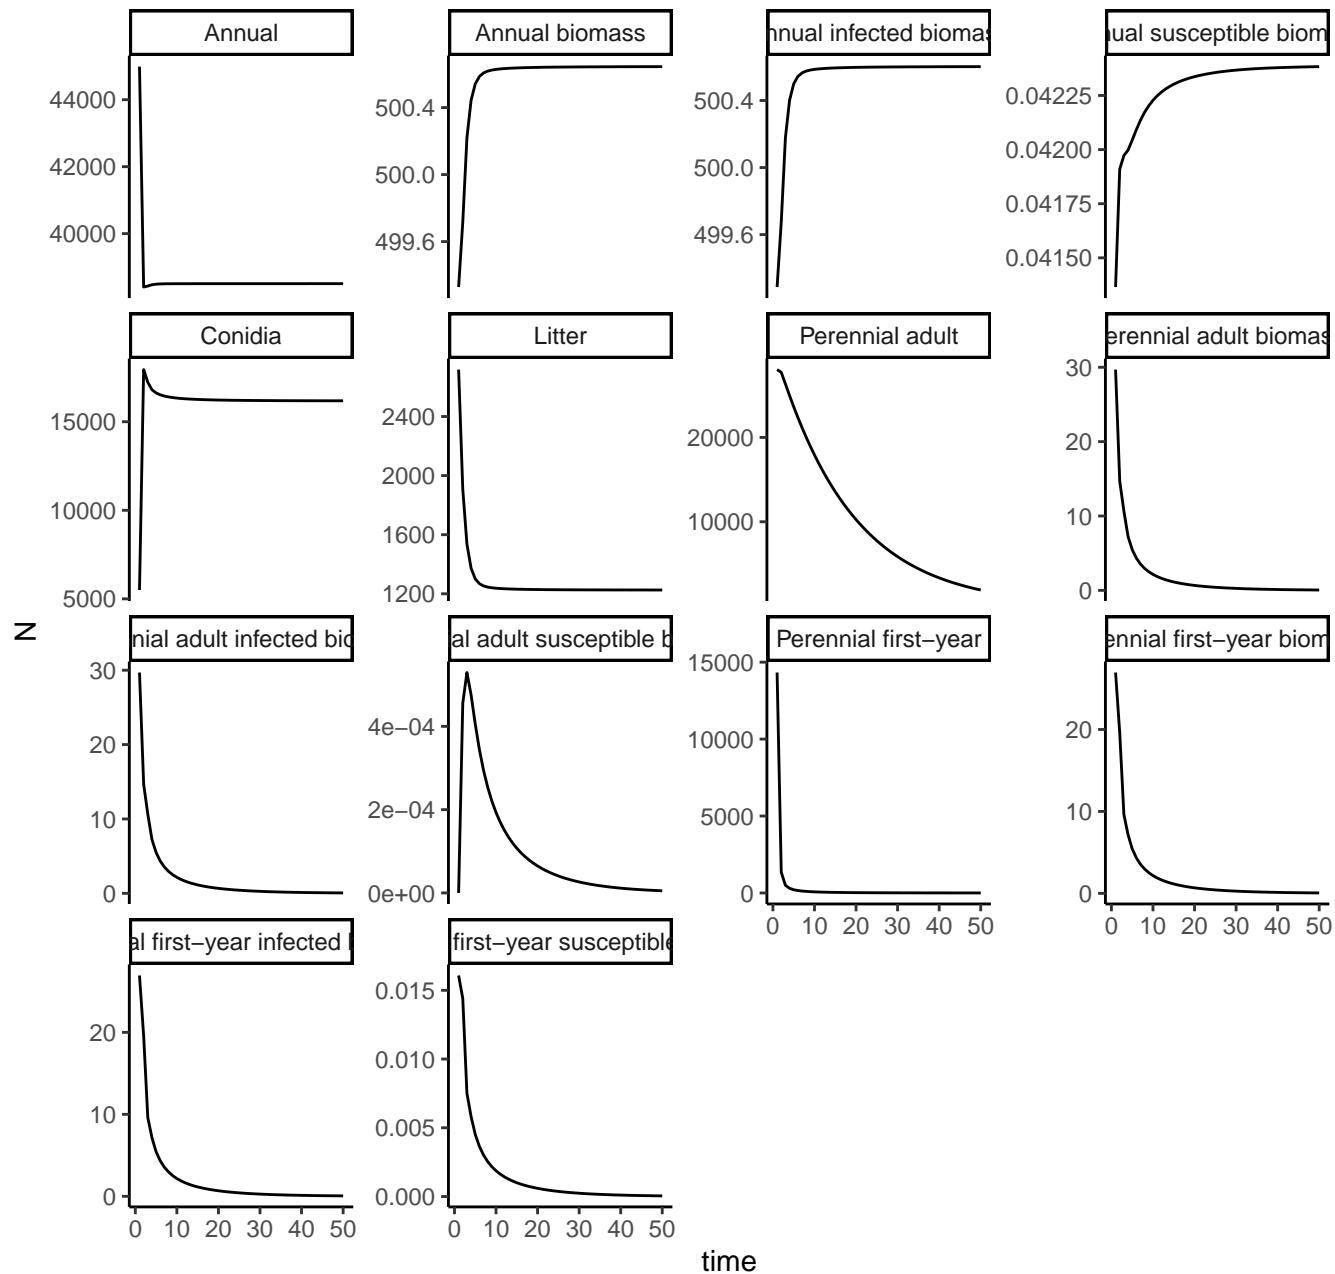 Annual
Annual biomass
nnual infected biomas
nual susceptible biom
44000
42000
40000
500.4
500.0
499.6
500.4
500.0
499.6
0.04225
0.04200
0.04175
0.04150
Conidia
Litter
Perennial adult
erennial adult biomas
15000
10000
5000
2400
2000
1600
1200
20000
10000
30
20
10
0
N
nial adult infected bio
al adult susceptible b
Perennial first−year
ennial first−year biom
30
20
10
0
4e−04
2e−04
0e+00
15000
10000
5000
0
20
10
0
0 10 20 30 40 50
0 10 20 30 40 50
al first−year infected b
first−year susceptible
20
10
0
0.015
0.010
0.005
0.000
0 10 20 30 40 50
0 10 20 30 40 50
time